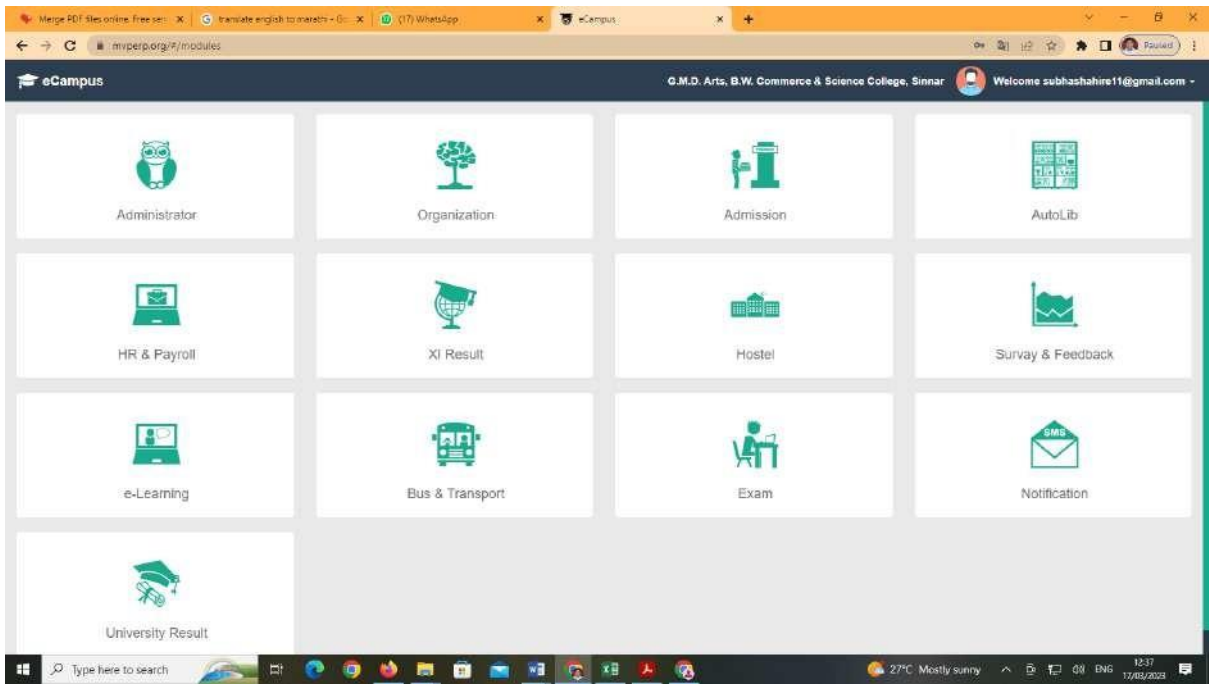 Merge PDF files online. Free serv
translate english to marathi - Go
(17) WhatsApp
eCampus
mvperp.org/#/modules
Paused
eCampus
G.M.D. Arts, B.W. Commerce & Science College, Sinnar
Welcome subhashahire11@gmail.com
Administrator
Organization
Admission
AutoLib
HR & Payroll
XI Result
Hostel
Survay & Feedback
e-Learning
Bus & Transport
Exam
SMS
Notification
University Result
Type here to search
27°C Mostly sunny
ENG
12:37
17/03/2023